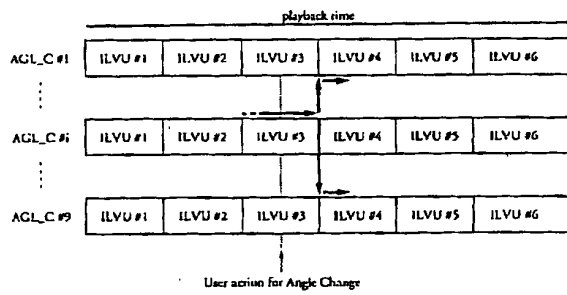 playback time
AGL_C #1 ILVU #1 ILVU #2 ILVU #3 ILVU #4 ILVU #5 ILVU #6
AGL_C #i ILVU #1 ILVU #2 ILVU #3 ILVU #4 ILVU #5 ILVU #6
AGL_C #9 ILVU #1 ILVU #2 ILVU #3 ILVU #4 ILVU #5 ILVU #6
User action for Angle Change